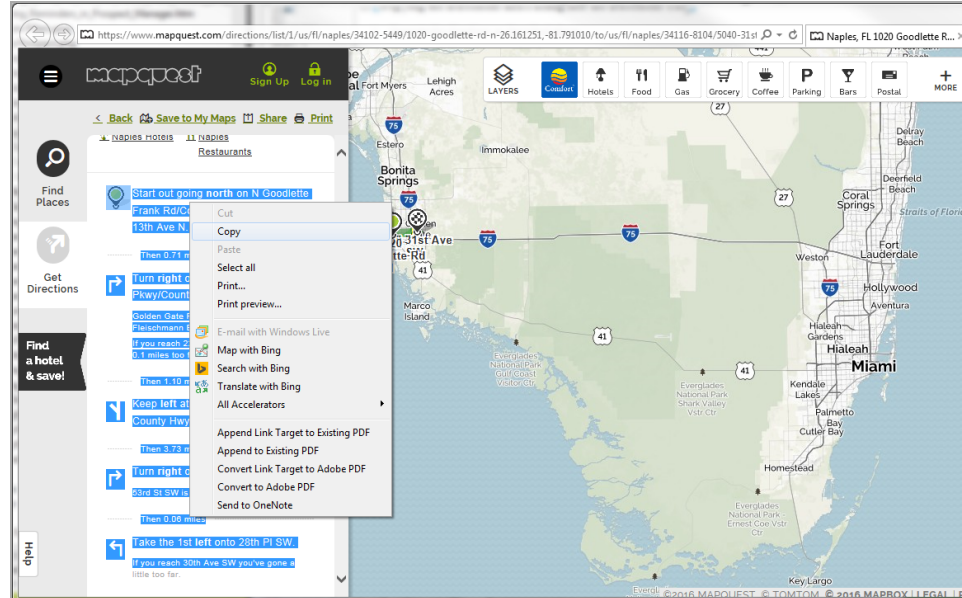 https://www.mapquest.com/directions/list/1/us/fl/naples/34102-5449/1020-goodlette-rd-n-26.161251,-81.791010/to/us/fl/naples/34116-8104/5040-31st
Naples, FL 1020 Goodlette R...
mapquest
Sign Up
Log in
Back
Save to My Maps
Share
Print
Naples Hotels
Naples
Restaurants
Find
Places
Get
Directions
Find
a hotel
& save!
Help
Start out going north on N Goodlette
Frank Rd/Co
13th Ave N.
Then 0.71 m
Turn right o
Pkwy/Count
Golden Gate P
Fleischmann B
If you reach 2
0.1 miles too f
Then 1.10 m
Keep left at
County Hwy
Then 3.73 m
Turn right o
63rd St SW is
Then 0.06 miles
Take the 1st left onto 28th Pl SW.
If you reach 30th Ave SW you've gone a
little too far.
Cut
Copy
Paste
Select all
Print...
Print preview...
E-mail with Windows Live
Map with Bing
Search with Bing
Translate with Bing
All Accelerators
Append Link Target to Existing PDF
Append to Existing PDF
Convert Link Target to Adobe PDF
Convert to Adobe PDF
Send to OneNote
LAYERS
Comfort
Hotels
Food
Gas
Grocery
Coffee
Parking
Bars
Postal
+
MORE
Fort Myers
Lehigh
Acres
27
Delray
Beach
75
Estero
Immokalee
Bonita
Springs
Deerfield
Beach
75
27
Coral
Springs
Straits of Flori
31st Ave
75
75
Fort
Lauderdale
Weston
41
75
Hollywood
Aventura
Marco
Island
41
Hialeah
Gardens
Hialeah
Miami
Everglades
National Park
Gulf Coast
Visitor Ctr
41
Everglades
National Park
Shark Valley
Vstr Ctr
Kendale
Lakes
Palmetto
Bay
Cutler Bay
Homestead
Everglades
National Park
Ernest Coe Vstr
Ctr
Key Largo
©2016 MAPQUEST © TOMTOM © 2016 MAPBOX | LEGAL |